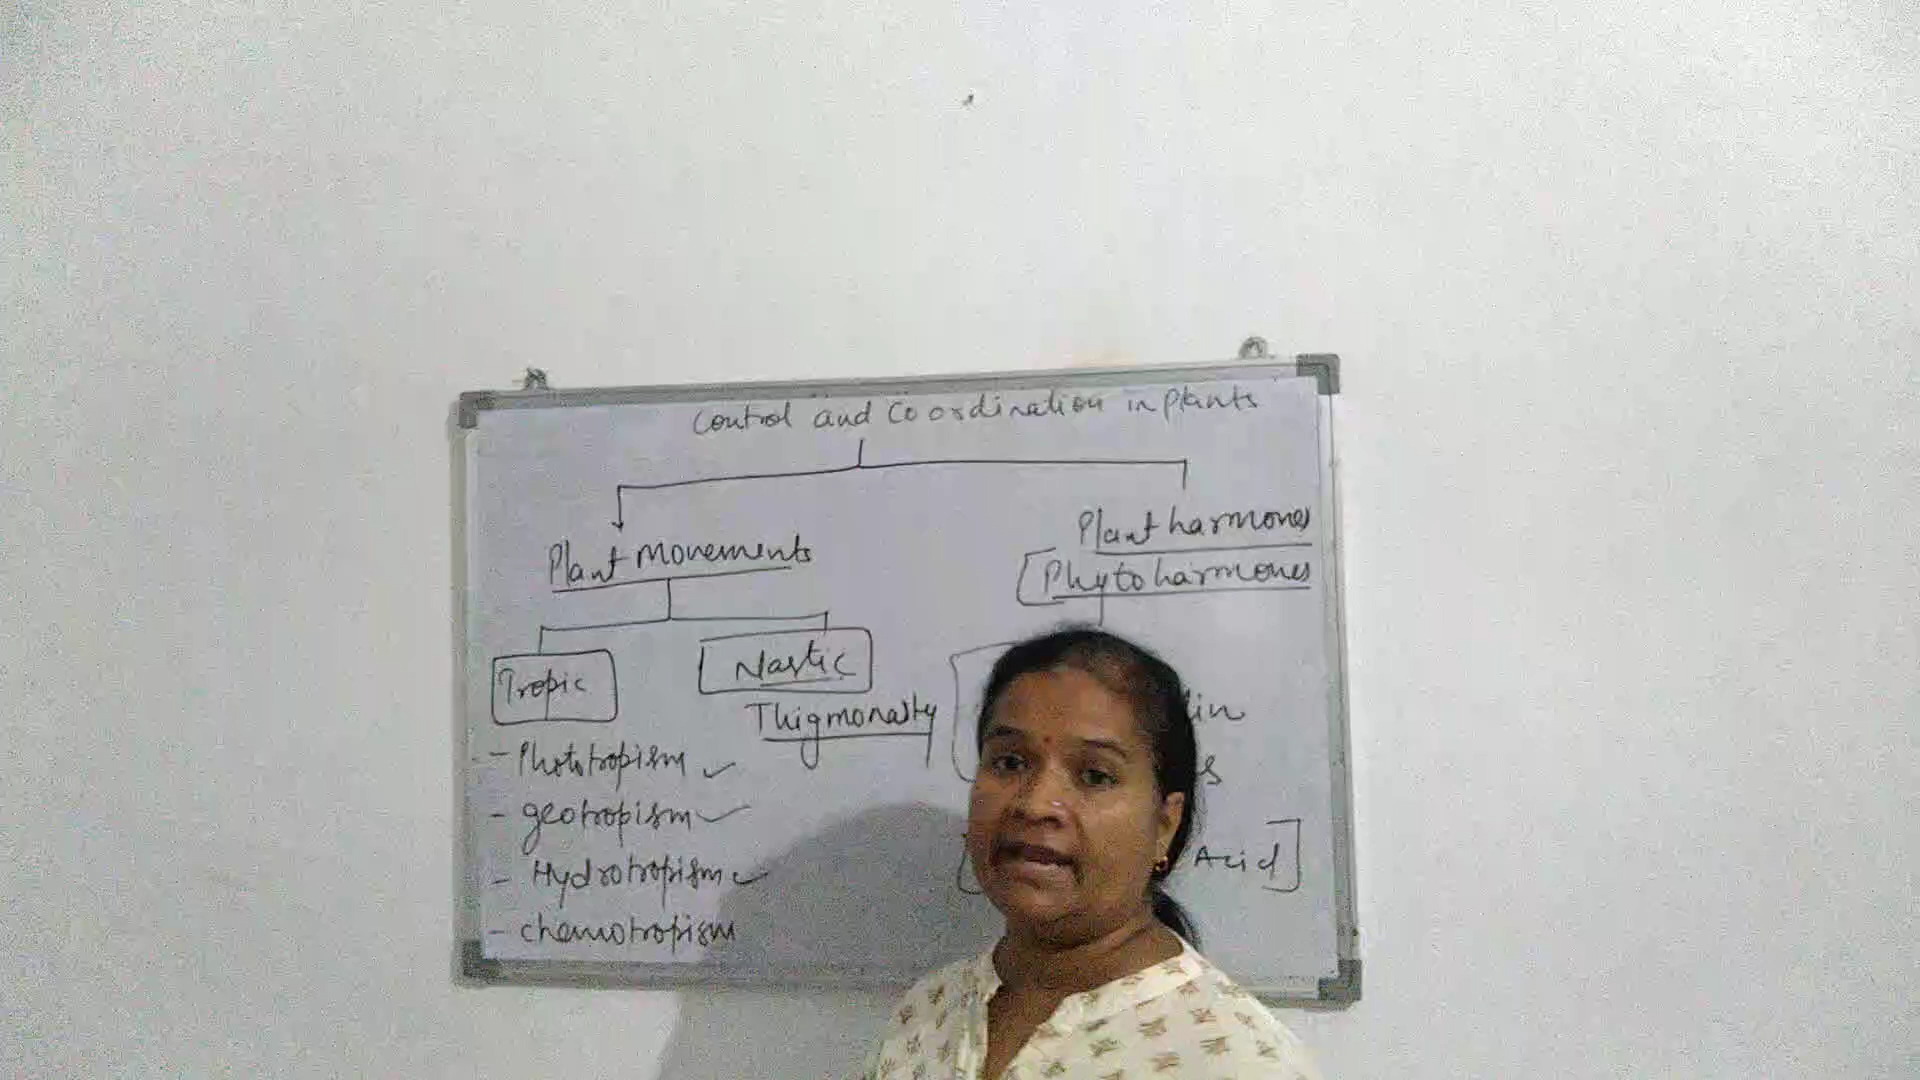 Control and Coordination in plants
Plant Movements
Plant harmones
[Phytoharmones
Tropic
Nastic
Thigmonasty
- Phototropism ✓
- geotropism ✓
- Hydrotropism ✓
- chemotropism
Acid]